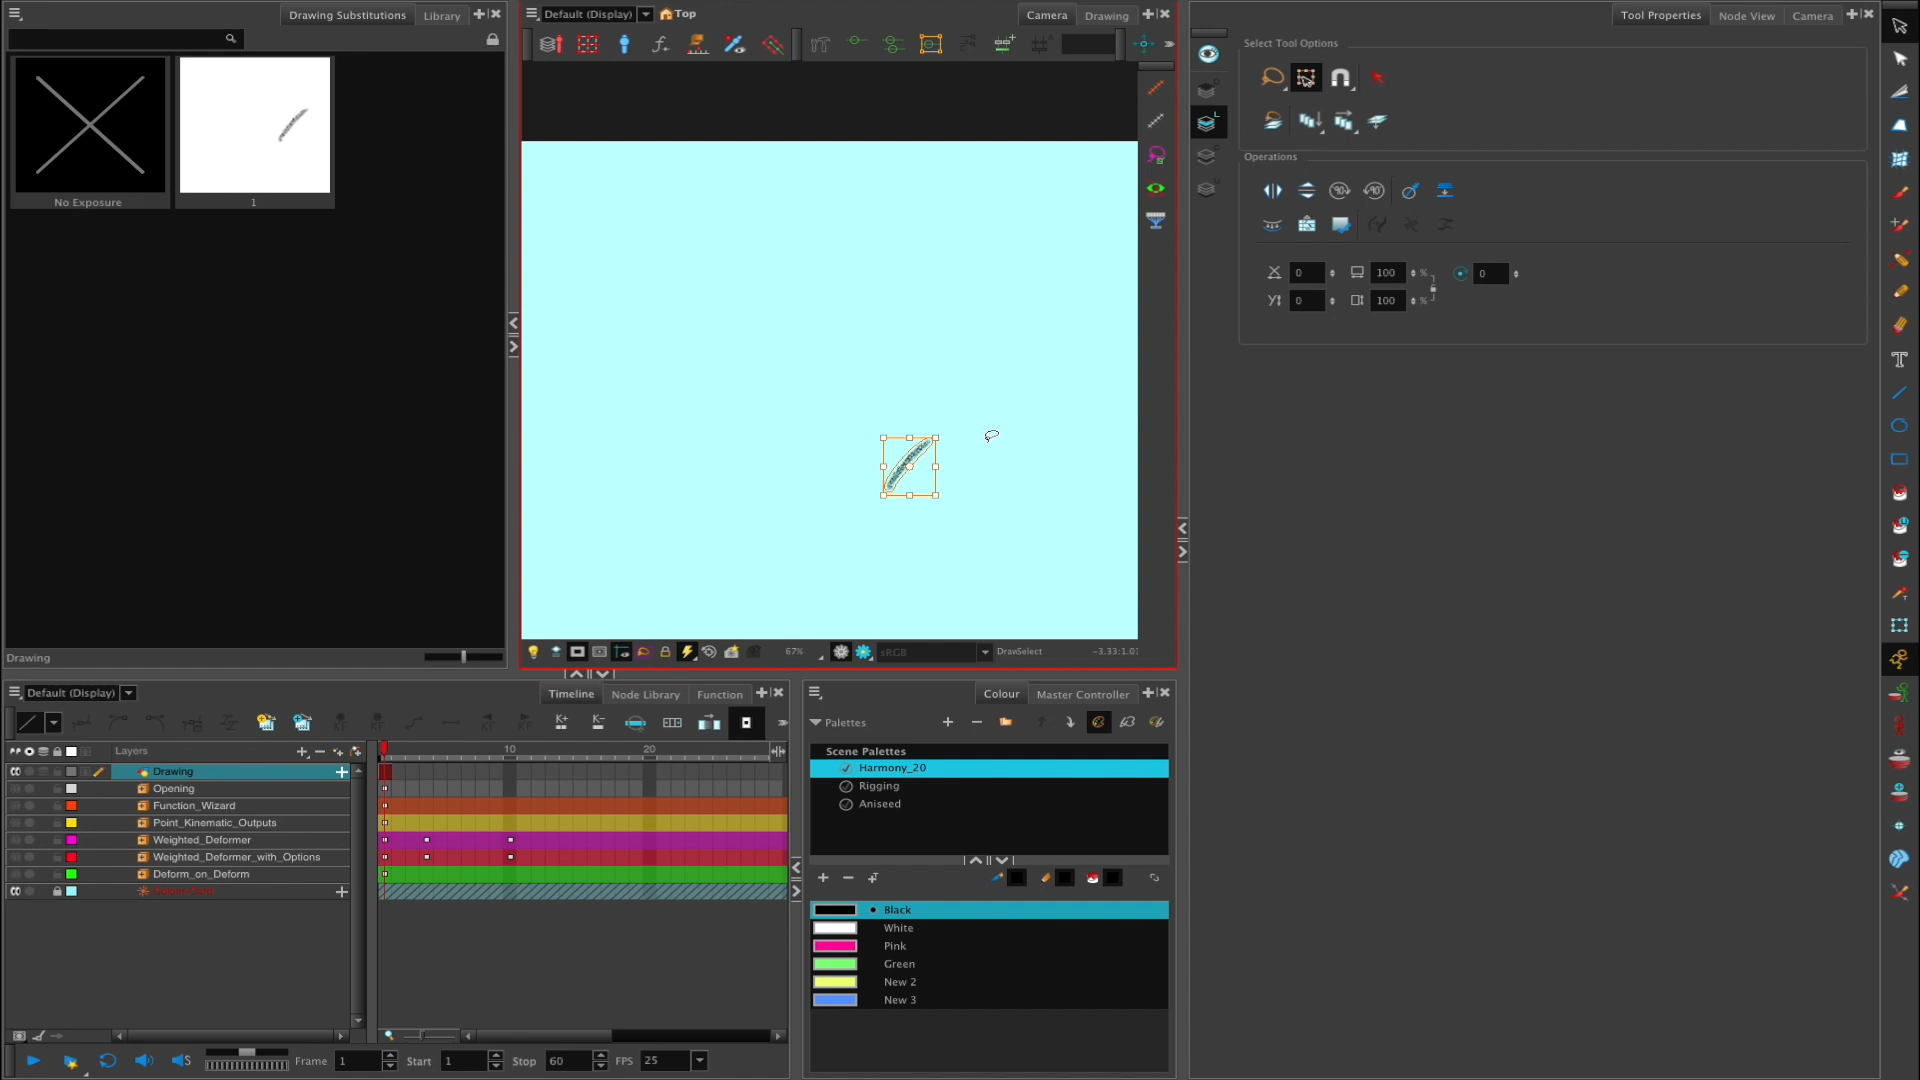 Drawing Substitutions
Library
No Exposure
1
Drawing
Default (Display)
Top
Camera
Drawing
67%
sRGB
DrawSelect
Tool Properties
Node View
Camera
Select Tool Options
Operations
90
90
X
0
100
%
0
Y
0
100
%
Default (Display)
Timeline
Node Library
Function
Layers
10
20
Drawing
Opening
Function_Wizard
Point_Kinematic_Outputs
Weighted_Deformer
Weighted_Deformer_with_Options
Deform_on_Deform
Frame
1
Start
1
Stop
60
FPS
25
Colour
Master Controller
Palettes
Scene Palettes
Harmony_20
Rigging
Aniseed
Black
White
Pink
Green
New 2
New 3